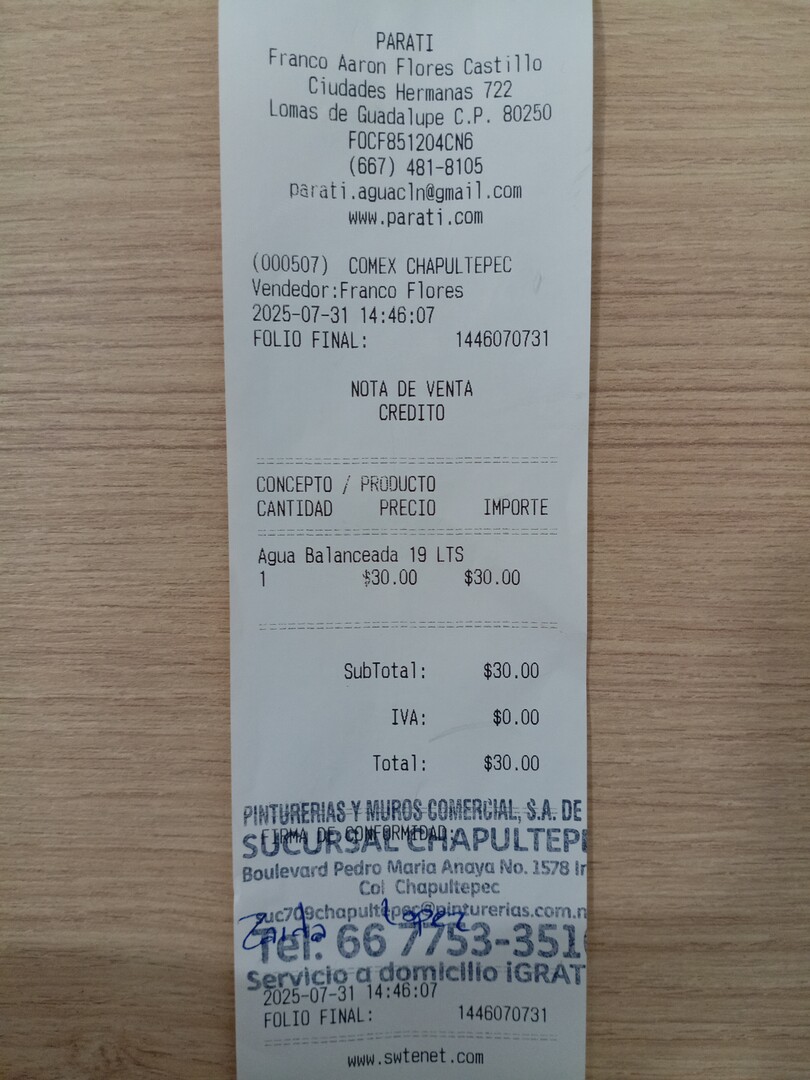 PARATI
Franco Aaron Flores Castillo
Ciudades Hermanas 722
Lomas de Guadalupe C.P. 80250
FOCF851204CN6
(667) 481-8105
parati.aguacln@gmail.com
www.parati.com
(000507) COMEX CHAPULTEPEC
Vendedor:Franco Flores
2025-07-31 14:46:07
FOLIO FINAL: 1446070731
NOTA DE VENTA
CREDITO
CONCEPTO / PRODUCTO
CANTIDAD PRECIO IMPORTE
Agua Balanceada 19 LTS
1 $30.00 $30.00
SubTotal: $30.00
IVA: $0.00
Total: $30.00
PINTURERIAS Y MUROS COMERCIAL, S.A. DE
FIRMA DE CONFORMIDAD:
SUCURSAL CHAPULTEP
Boulevard Pedro Maria Anaya No. 1578
Col Chapultepec
suc709chapultepec@pinturerias.com.
Zaida Lopez
Tel. 66 7753-351
Servicio a domicilio ¡GRAT
2025-07-31 14:46:07
FOLIO FINAL: 1446070731
www.swtenet.com